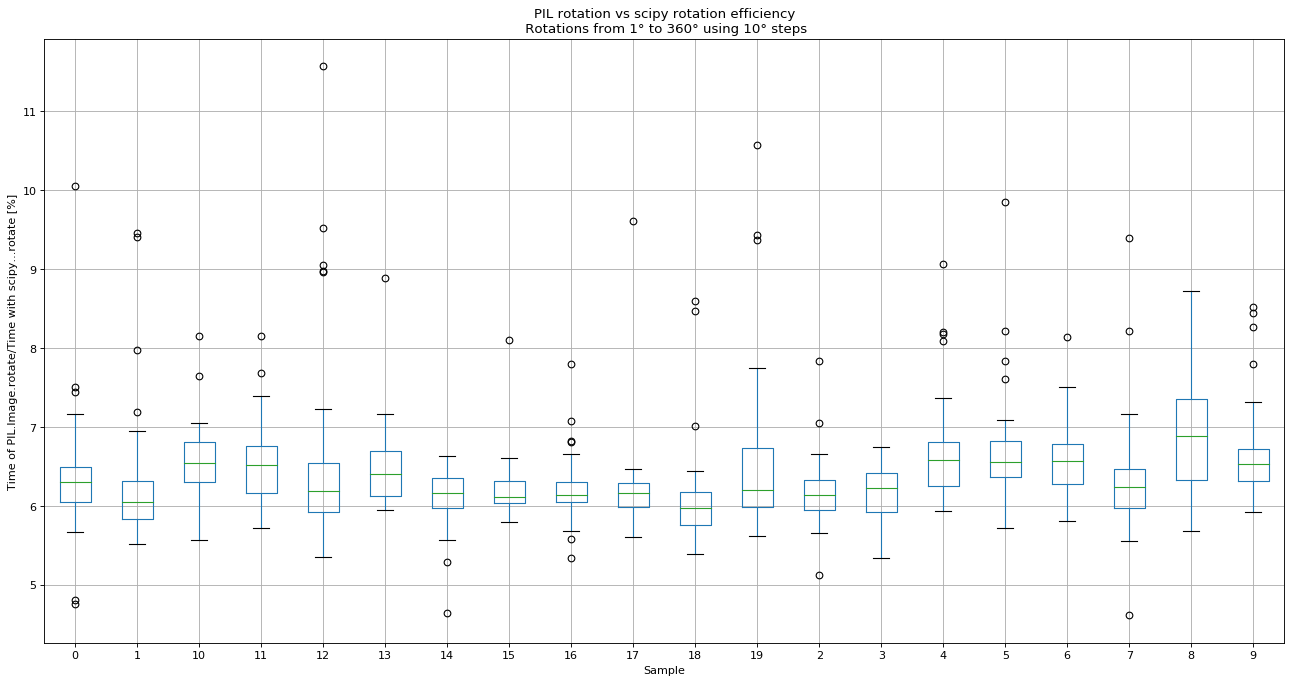 PIL rotation vs scipy rotation efficiency
Rotations from 1° to 360° using 10° steps
Time of PIL.Image.rotate/Time with scipy...rotate [%]
11
10
9
8
7
6
5
0 1 10 11 12 13 14 15 16 17 18 19 2 3 4 5 6 7 8 9
Sample